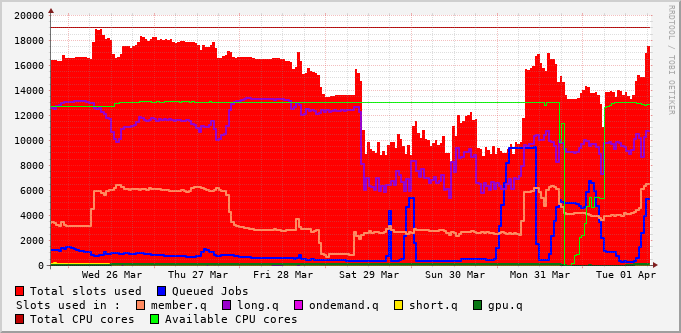 20000
18000
16000
14000
12000
10000
8000
6000
4000
2000
0
Wed 26 Mar Thu 27 Mar Fri 28 Mar Sat 29 Mar Sun 30 Mar Mon 31 Mar Tue 01 Apr
RRDTOOL / TOBI OETIKER
Total slots used Queued Jobs
Slots used in : member.q long.q ondemand.q short.q gpu.q
Total CPU cores Available CPU cores